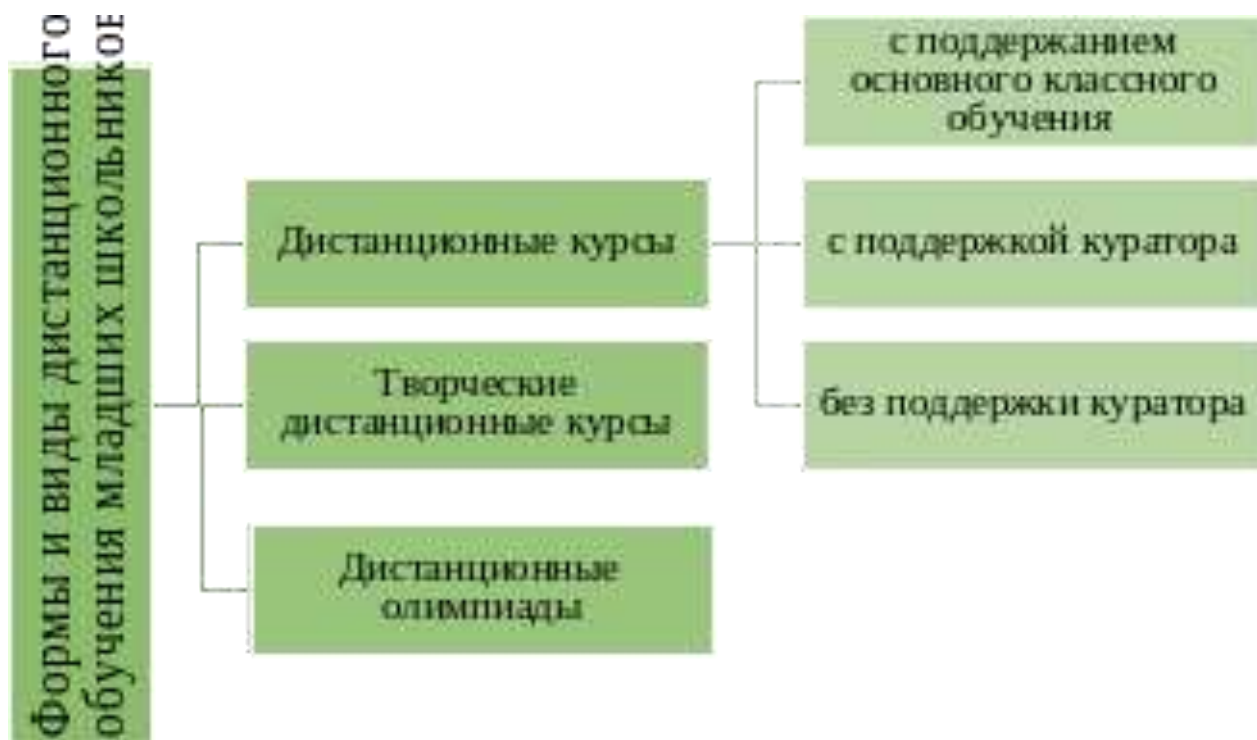 Формы и виды дистанционного
обучения младших школьников
Дистанционные курсы
Творческие
дистанционные курсы
Дистанционные
олимпиады
с поддержанием
основного классного
обучения
с поддержкой куратора
без поддержки куратора